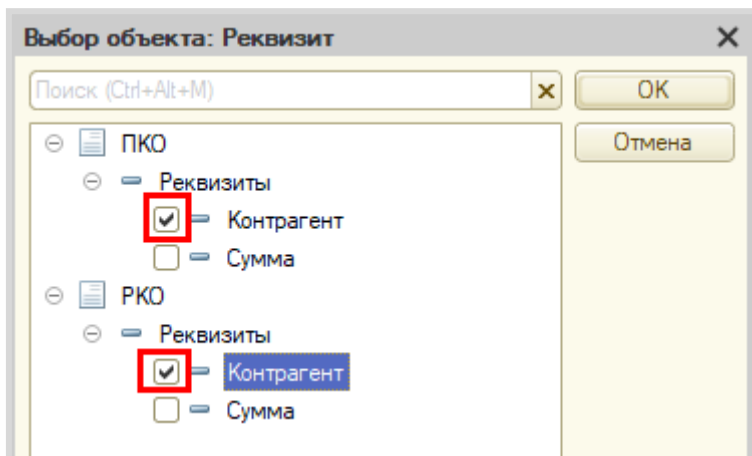 Выбор объекта: Реквизит
Поиск (Ctrl+Alt+M)
OK
ПКО
Отмена
Реквизиты
Контрагент
Сумма
РКО
Реквизиты
Контрагент
Сумма